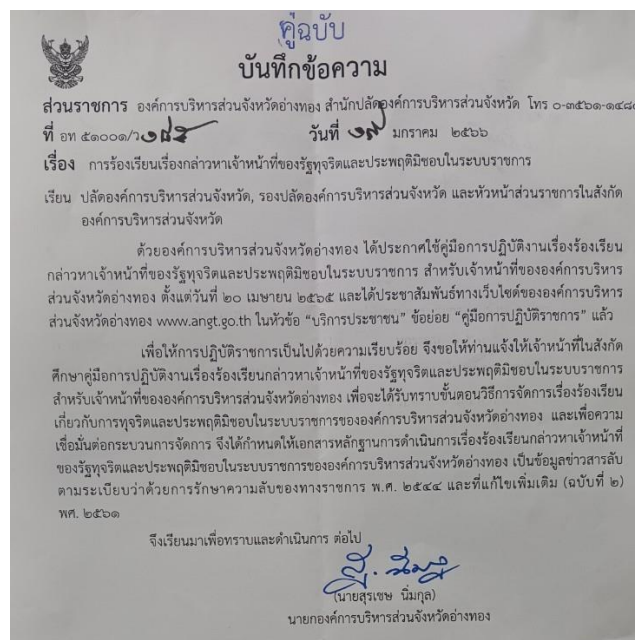 คู่ฉบับ
บันทึกข้อความ
ส่วนราชการ องค์การบริหารส่วนจังหวัดอ่างทอง สำนักปลัดองค์การบริหารส่วนจังหวัด โทร ๐-๓๕๖๑-๑๔๘๐
ที่ อท ๕๑๐๐๑/ว วันที่ มกราคม ๒๕๖๖
เรื่อง การร้องเรียนเรื่องกล่าวหาเจ้าหน้าที่ของรัฐทุจริตและประพฤติมิชอบในระบบราชการ
เรียน ปลัดองค์การบริหารส่วนจังหวัด, รองปลัดองค์การบริหารส่วนจังหวัด และหัวหน้าส่วนราชการในสังกัด
องค์การบริหารส่วนจังหวัด
ด้วยองค์การบริหารส่วนจังหวัดอ่างทอง ได้ประกาศใช้คู่มือการปฏิบัติงานเรื่องร้องเรียน
กล่าวหาเจ้าหน้าที่ของรัฐทุจริตและประพฤติมิชอบในระบบราชการ สำหรับเจ้าหน้าที่ขององค์การบริหาร
ส่วนจังหวัดอ่างทอง ตั้งแต่วันที่ ๒๐ เมษายน ๒๕๖๕ และได้ประชาสัมพันธ์ทางเว็บไซต์ขององค์การบริหาร
ส่วนจังหวัดอ่างทอง www.angt.go.th ในหัวข้อ "บริการประชาชน" ข้อย่อย "คู่มือการปฏิบัติราชการ" แล้ว
เพื่อให้การปฏิบัติราชการเป็นไปด้วยความเรียบร้อย จึงขอให้ท่านแจ้งให้เจ้าหน้าที่ในสังกัด
ศึกษาคู่มือการปฏิบัติงานเรื่องร้องเรียนกล่าวหาเจ้าหน้าที่ของรัฐทุจริตและประพฤติมิชอบในระบบราชการ
สำหรับเจ้าหน้าที่ขององค์การบริหารส่วนจังหวัดอ่างทอง เพื่อจะได้รับทราบขั้นตอนวิธีการจัดการเรื่องร้องเรียน
เกี่ยวกับการทุจริตและประพฤติมิชอบในระบบราชการขององค์การบริหารส่วนจังหวัดอ่างทอง และเพื่อความ
เชื่อมั่นต่อกระบวนการจัดการ จึงได้กำหนดให้เอกสารหลักฐานการดำเนินการเรื่องร้องเรียนกล่าวหาเจ้าหน้าที่
ของรัฐทุจริตและประพฤติมิชอบในระบบราชการขององค์การบริหารส่วนจังหวัดอ่างทอง เป็นข้อมูลข่าวสารลับ
ตามระเบียบว่าด้วยการรักษาความลับของทางราชการ พ.ศ. ๒๕๔๔ และที่แก้ไขเพิ่มเติม (ฉบับที่ ๒)
พศ. ๒๕๖๑
จึงเรียนมาเพื่อทราบและดำเนินการ ต่อไป
(นายสุรเชษ นิ่มกุล)
นายกองค์การบริหารส่วนจังหวัดอ่างทอง